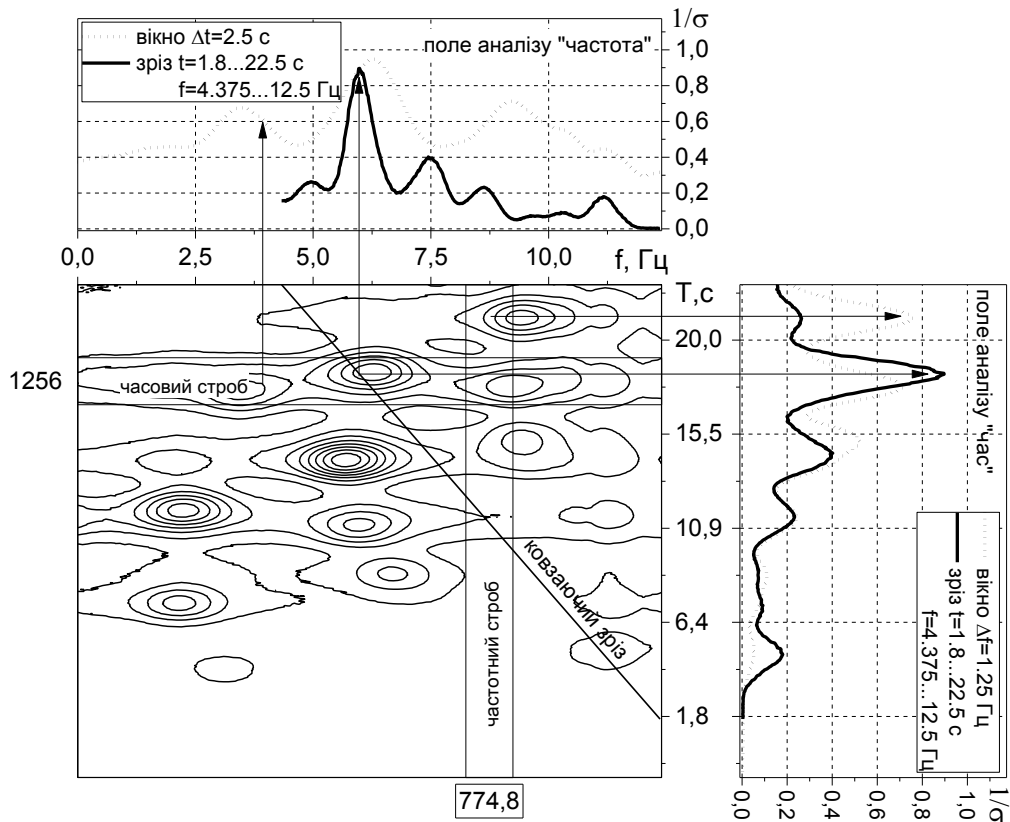 1/σ
вікно Δt=2.5 с
зріз t=1.8...22.5 с
f=4.375...12.5 Гц
поле аналізу "частота"
1,0
0,8
0,6
0,4
0,2
0,0
0,0
2,5
5,0
7,5
10,0
f, Гц
T,с
20,0
15,5
10,9
6,4
1,8
1256
часовий строб
ковзаючий зріз
частотний строб
774,8
поле аналізу "час"
вікно Δf=1.25 Гц
зріз t=1.8...22.5 с
f=4.375...12.5 Гц
0,0
0,2
0,4
0,6
0,8
1,0
1/σ